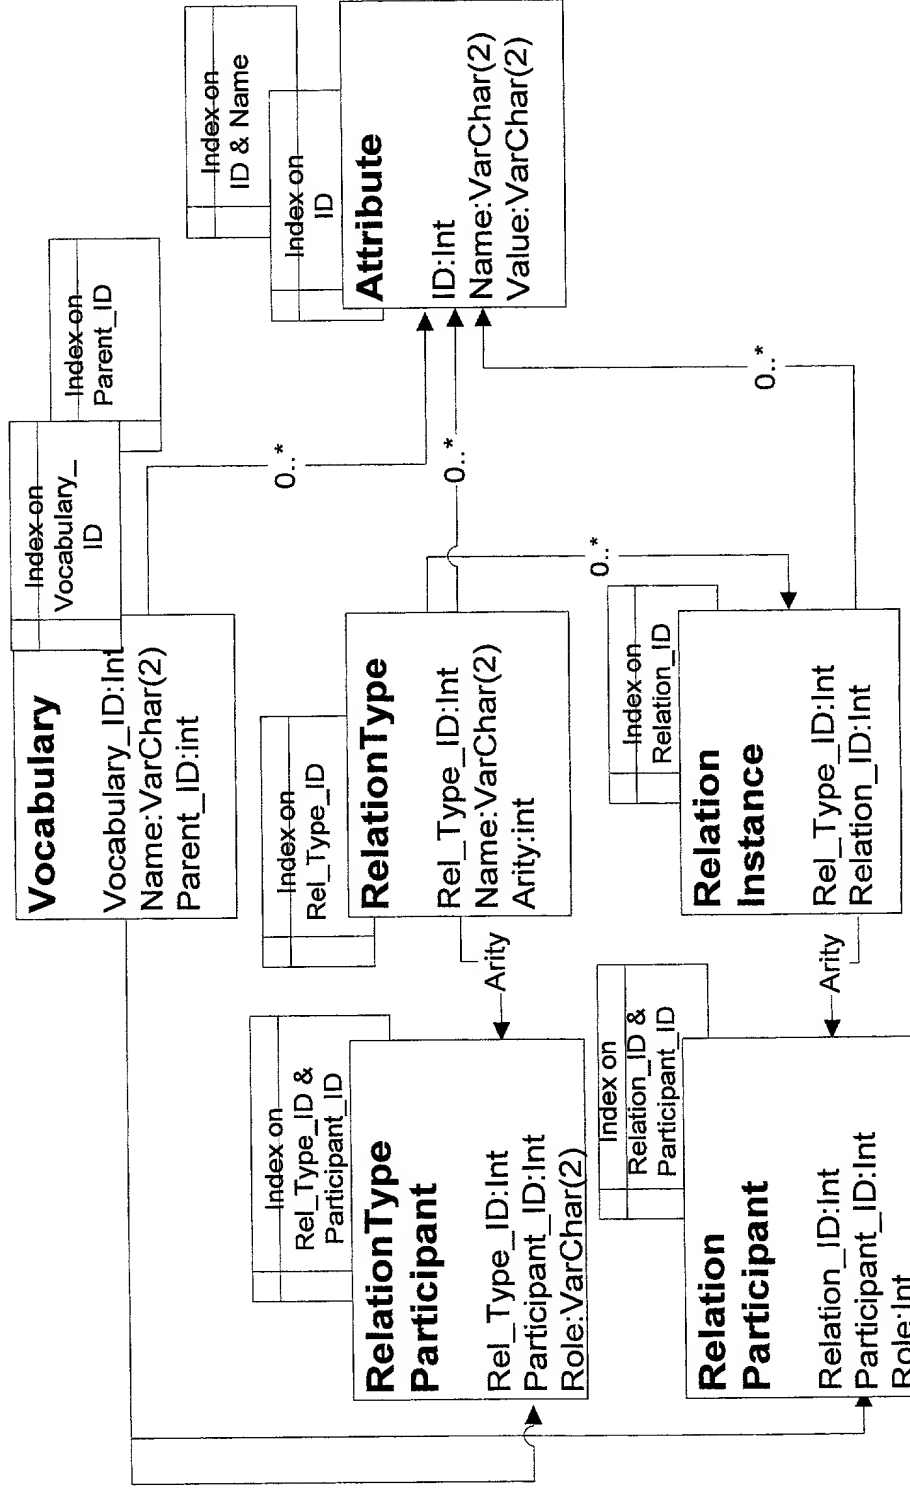 Vocabulary
Vocabulary_ID:Int
Name:VarChar(2)
Parent_ID:int
Index on
Vocabulary_
ID
Index on
Parent_ID
RelationType
Participant
Rel_Type_ID:Int
Participant_ID:Int
Role:VarChar(2)
Index on
Rel_Type_ID &
Participant_ID
Arity
RelationType
Rel_Type_ID:Int
Name:VarChar(2)
Arity:int
Index on
Rel_Type_ID
0..*
0..*
0..*
Attribute
ID:Int
Name:VarChar(2)
Value:VarChar(2)
Index on
ID
Index on
ID & Name
Relation
Participant
Relation_ID:Int
Participant_ID:Int
Role:Int
Index on
Relation_ID &
Participant_ID
Arity
Relation
Instance
Rel_Type_ID:Int
Relation_ID:Int
Index on
Relation_ID
0..*